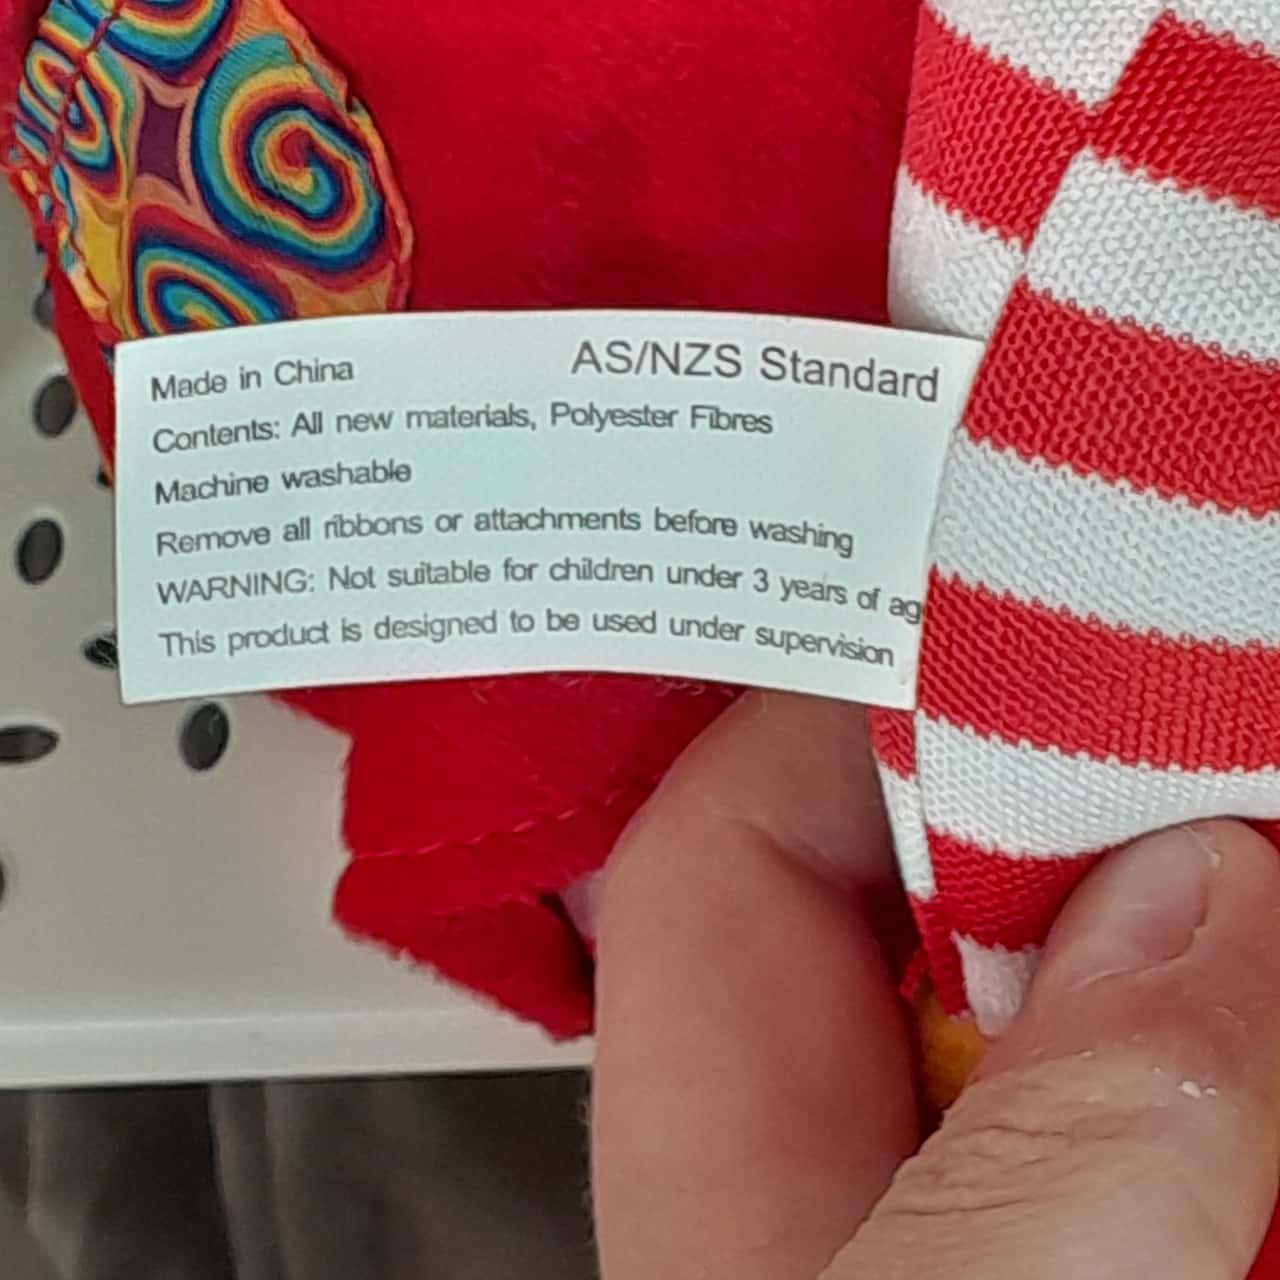 Made in China AS/NZS Standard
Contents: All new materials, Polyester Fibres
Machine washable
Remove all ribbons or attachments before washing
WARNING: Not suitable for children under 3 years of ag
This product is designed to be used under supervision